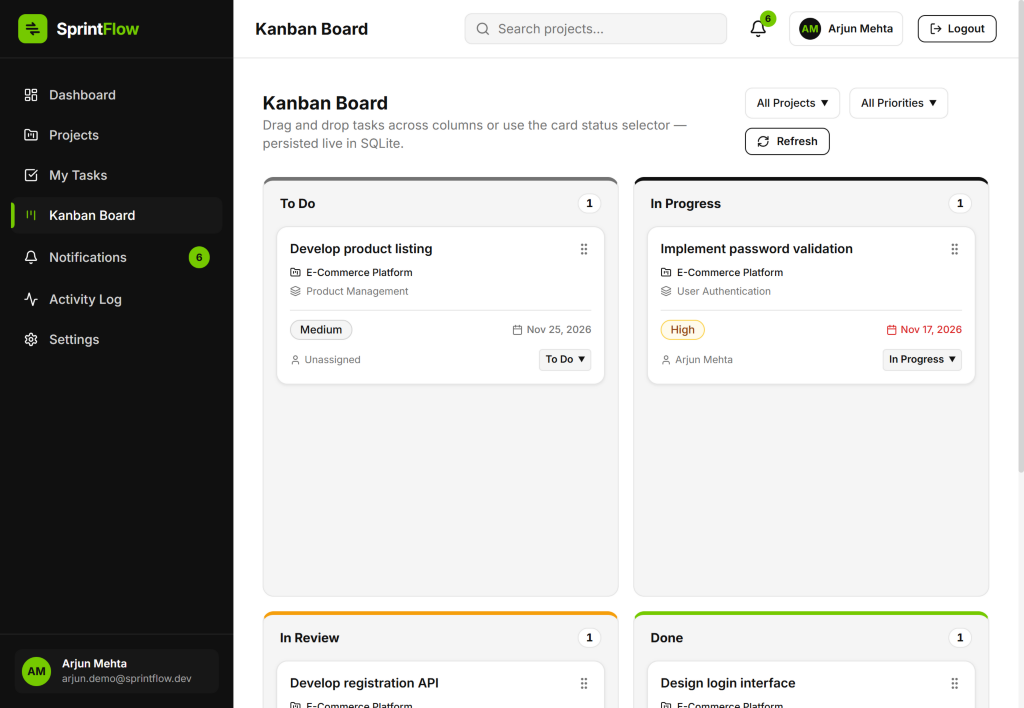 SprintFlow
Dashboard
Projects
My Tasks
Kanban Board
Notifications
6
Activity Log
Settings
AM
Arjun Mehta
arjun.demo@sprintflow.dev
Kanban Board
Search projects...
6
AM
Arjun Mehta
Logout
Kanban Board
Drag and drop tasks across columns or use the card status selector —
persisted live in SQLite.
All Projects ▼
All Priorities ▼
Refresh
To Do
1
Develop product listing
E-Commerce Platform
Product Management
Medium
Nov 25, 2026
Unassigned
To Do ▼
In Progress
1
Implement password validation
E-Commerce Platform
User Authentication
High
Nov 17, 2026
Arjun Mehta
In Progress ▼
In Review
1
Develop registration API
E-Commerce Platform
Done
1
Design login interface
E-Commerce Platform